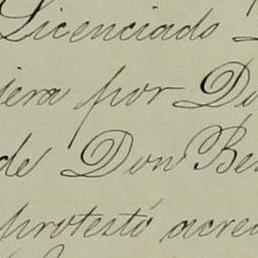 Licenciado
iera por Do
de Don Be
protestó acre